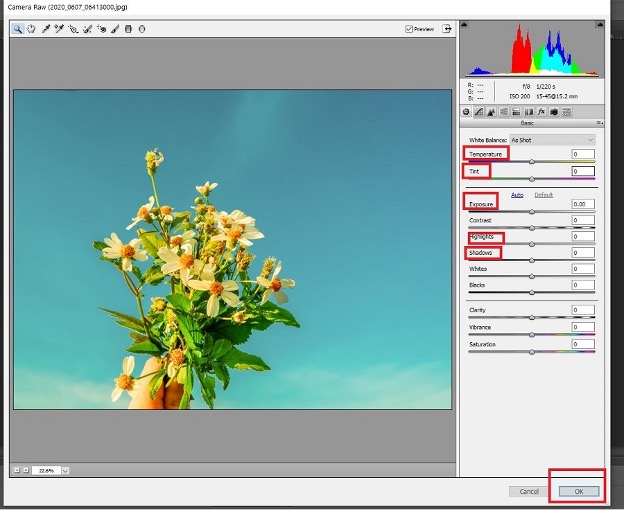 Camera Raw (2020_0607_06413000.jpg)
Preview
R: ---
G: ---
B: ---
f/8 1/220 s
ISO 200 15-45@15.2 mm
Basic
White Balance: As Shot
Temperature 0
Tint 0
Auto Default
Exposure 0.00
Contrast 0
Highlights 0
Shadows 0
Whites 0
Blacks 0
Clarity 0
Vibrance 0
Saturation 0
22.8%
Cancel OK